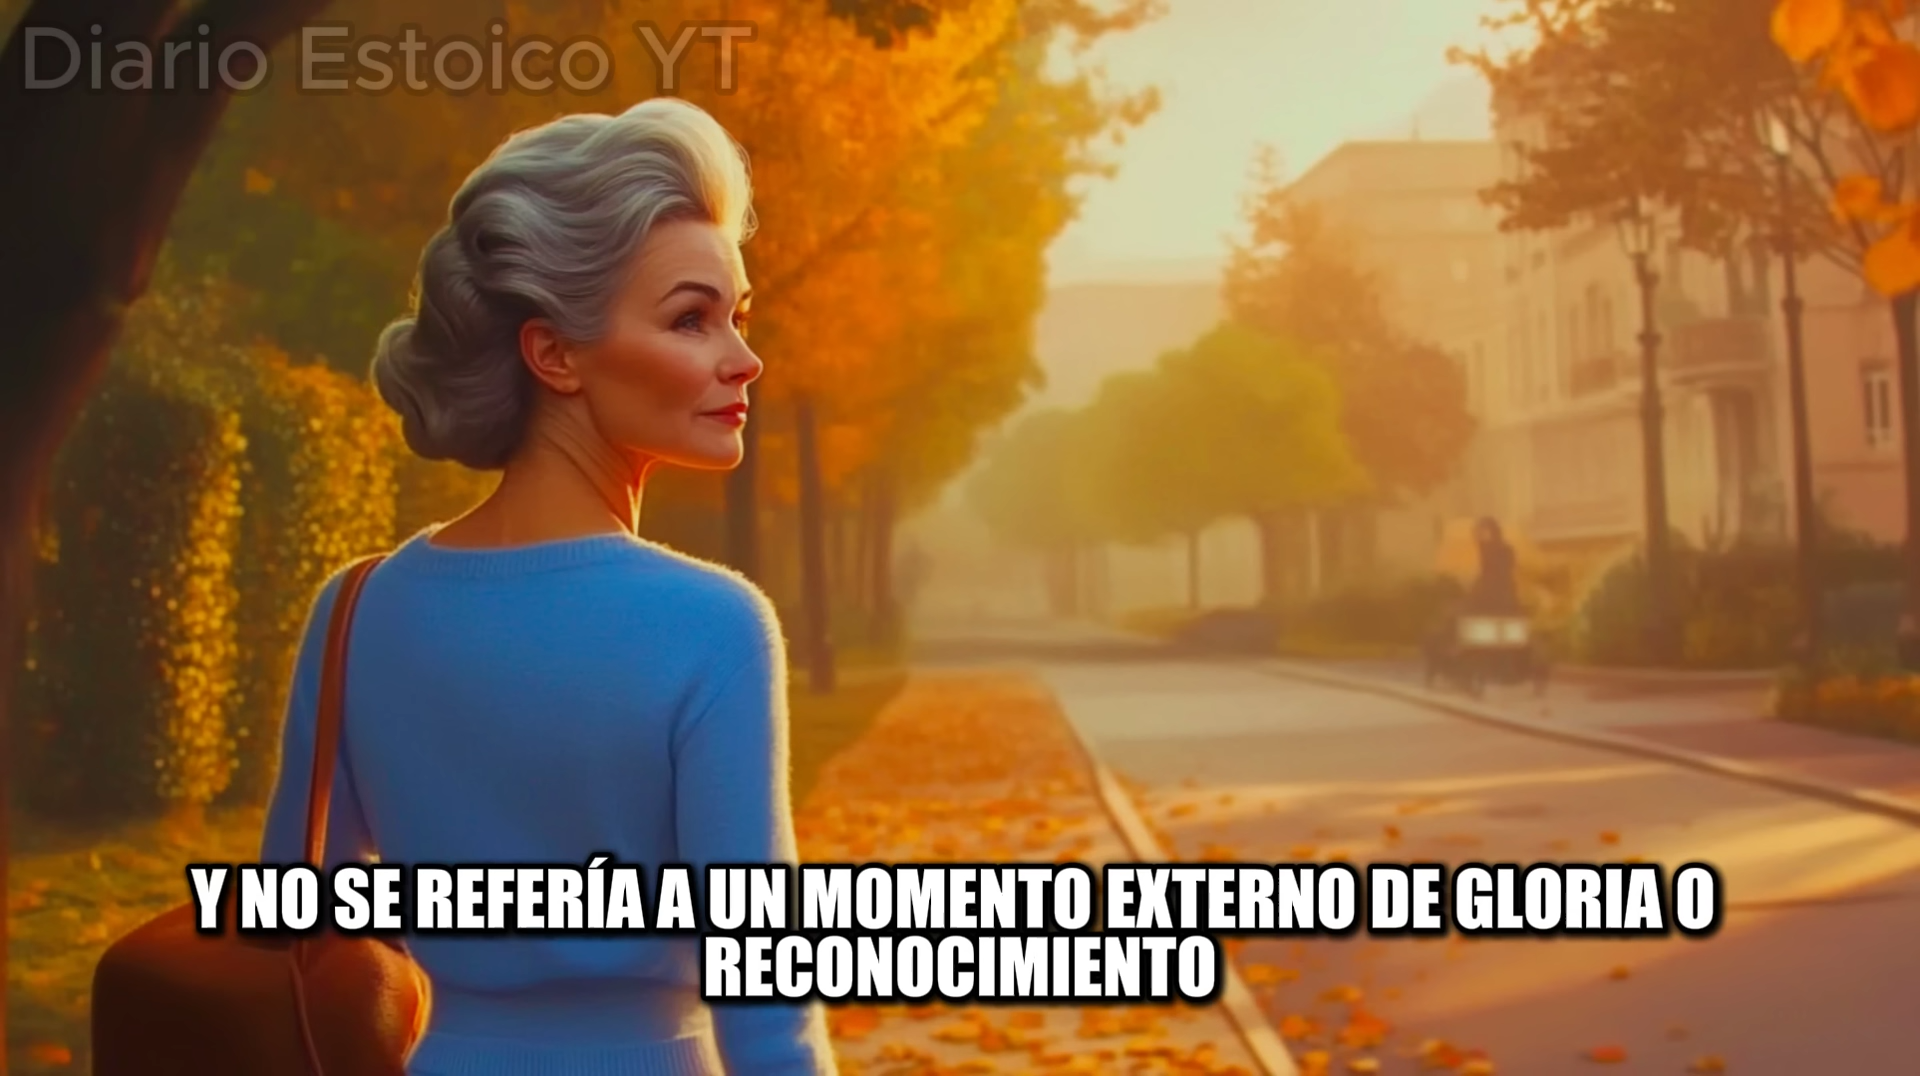 Diario Estoico YT
Y NO SE REFERÍA A UN MOMENTO EXTERNO DE GLORIA O
RECONOCIMIENTO